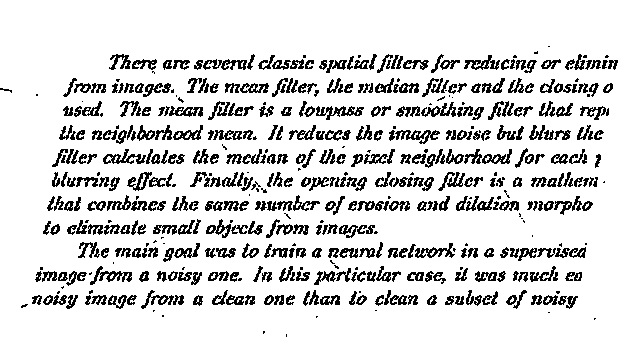 There are several classic spatial filters for reducing or elimin
from images. The mean filter, the median filter and the closing o
used. The mean filter is a lowpass or smoothing filter that rep
the neighborhood mean. It reduces the image noise but blurs the
filter calculates the median of the pixel neighborhood for each
blurring effect. Finally, the opening closing filter is a mathem
that combines the same number of erosion and dilation morpho
to eliminate small objects from images.
The main goal was to train a neural network in a supervised
image from a noisy one. In this particular case, it was much ea
noisy image from a clean one than to clean a subset of noisy